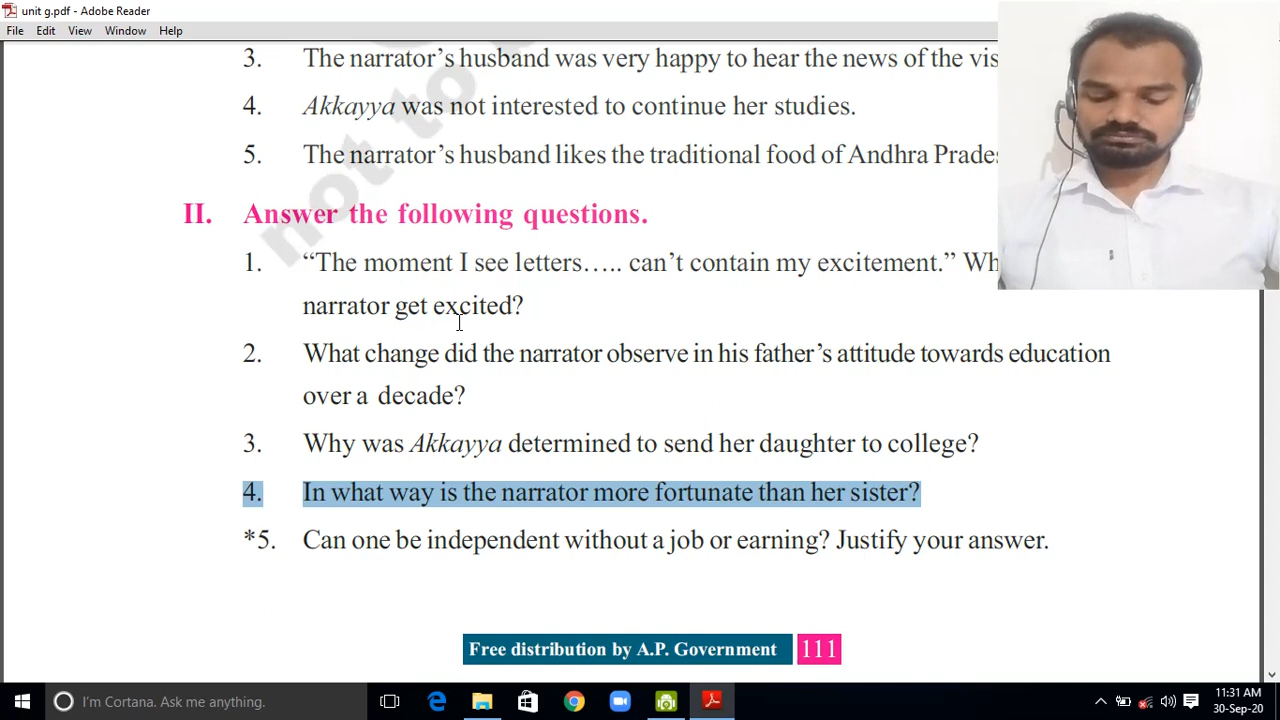 unit g.pdf - Adobe Reader
File Edit View Window Help
3. The narrator's husband was very happy to hear the news of the vis
4. Akkayya was not interested to continue her studies.
5. The narrator's husband likes the traditional food of Andhra Prades
not to
II. Answer the following questions.
1. “The moment I see letters….. can't contain my excitement.” Wh
narrator get excited?
2. What change did the narrator observe in his father's attitude towards education
over a decade?
3. Why was Akkayya determined to send her daughter to college?
4. In what way is the narrator more fortunate than her sister?
*5. Can one be independent without a job or earning? Justify your answer.
Free distribution by A.P. Government 111
I'm Cortana. Ask me anything.
11:31 AM
30-Sep-20